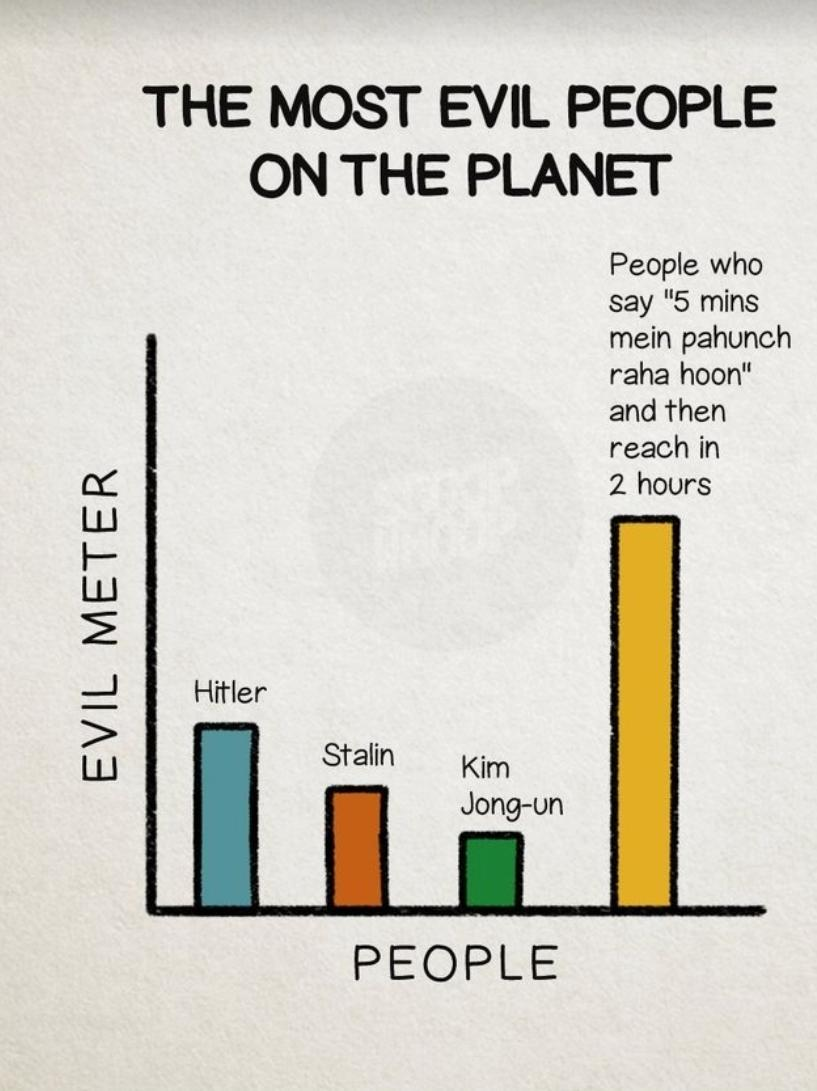 THE MOST EVIL PEOPLE
ON THE PLANET
People who
say "5 mins
mein pahunch
raha hoon"
and then
reach in
2 hours
EVIL METER
Hitler
Stalin
Kim
Jong-un
PEOPLE